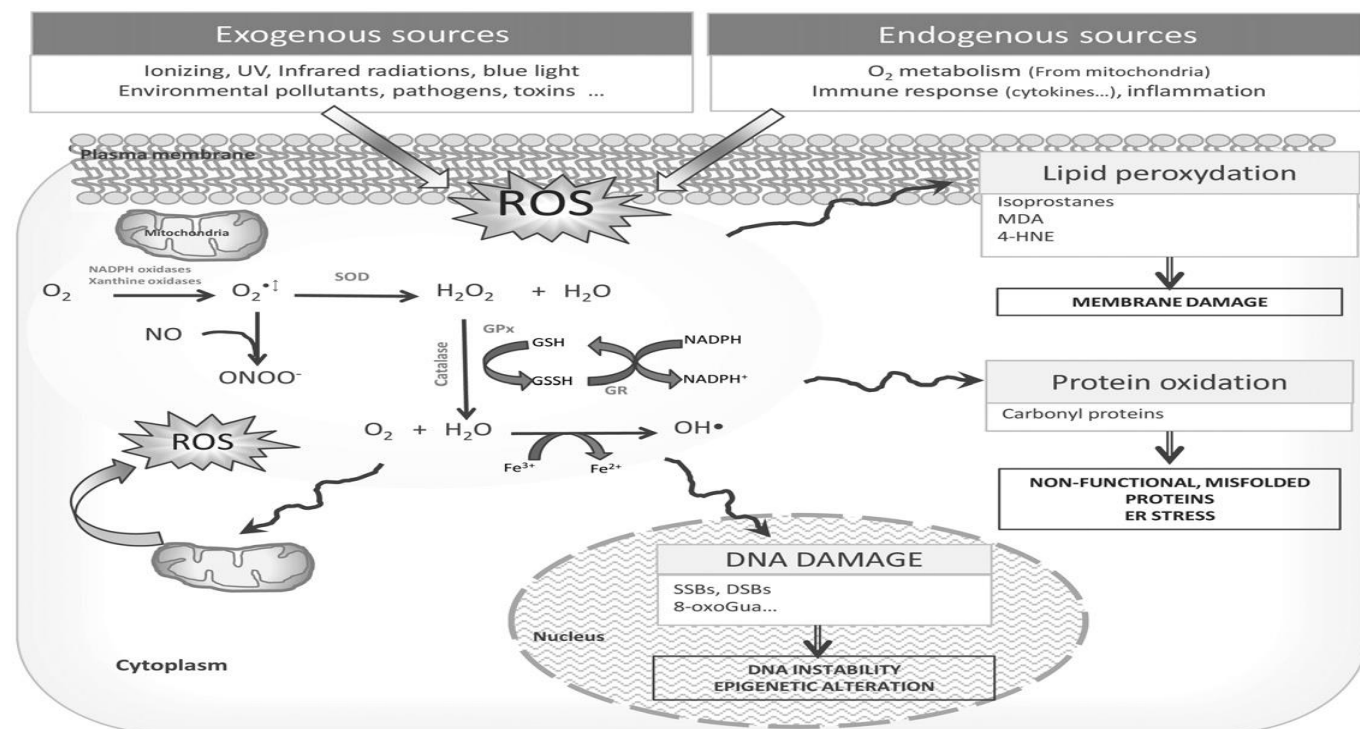 Exogenous sources
Ionizing, UV, Infrared radiations, blue light
Environmental pollutants, pathogens, toxins ...
Endogenous sources
O₂ metabolism (From mitochondria)
Immune response (cytokines...), inflammation
Plasma membrane
ROS
Mitochondria
NADPH oxidases
Xanthine oxidases
O₂
O₂•
SOD
H₂O₂ + H₂O
NO
ONOO⁻
Catalase
GPx
GSH
GSSH
GR
NADPH
NADPH⁺
O₂ + H₂O
OH•
Fe³⁺
Fe²⁺
ROS
Lipid peroxydation
Isoprostanes
MDA
4-HNE
MEMBRANE DAMAGE
Protein oxidation
Carbonyl proteins
NON-FUNCTIONAL, MISFOLDED
PROTEINS
ER STRESS
DNA DAMAGE
SSBs, DSBs
8-oxoGua...
DNA INSTABILITY
EPIGENETIC ALTERATION
Nucleus
Cytoplasm